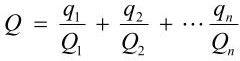 Q = q₁/Q₁ + q₂/Q₂ + ⋯ qₙ/Qₙ